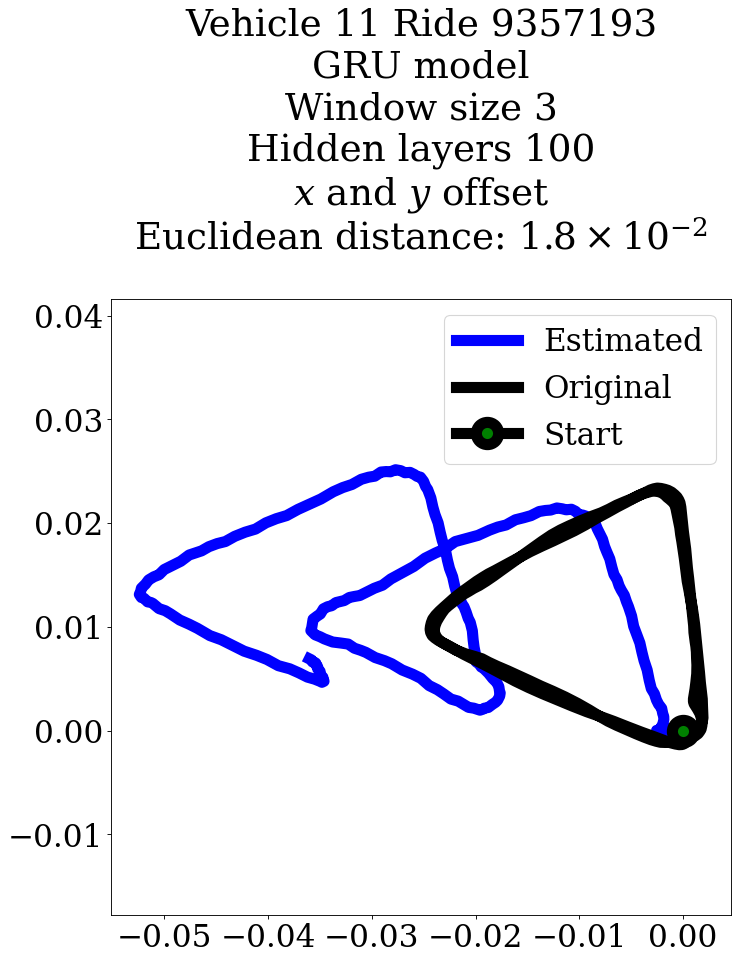 Vehicle 11 Ride 9357193
GRU model
Window size 3
Hidden layers 100
x and y offset
Euclidean distance: 1.8 × 10⁻²
Estimated
Original
Start
0.04
0.03
0.02
0.01
0.00
−0.01
−0.05 −0.04 −0.03 −0.02 −0.01 0.00